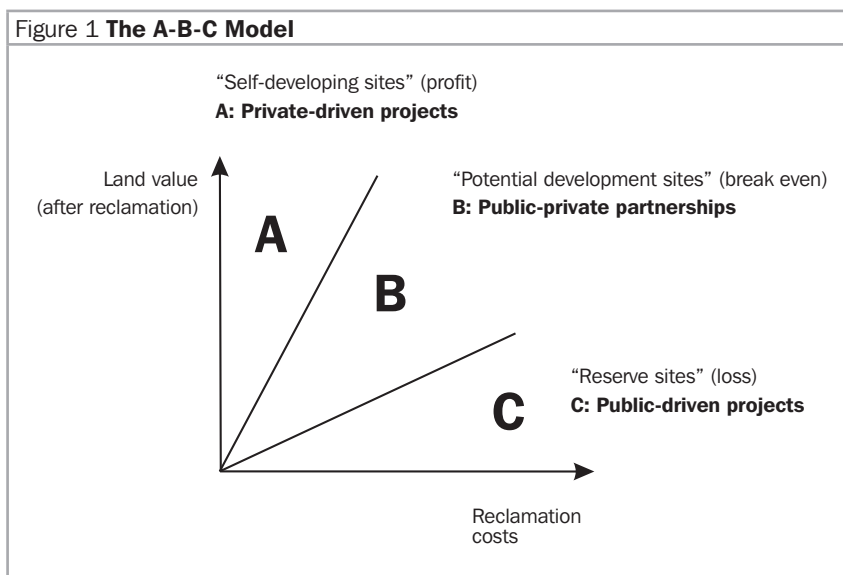 Figure 1 The A-B-C Model
“Self-developing sites” (profit)
A: Private-driven projects
Land value
(after reclamation)
“Potential development sites” (break even)
B: Public-private partnerships
A
B
“Reserve sites” (loss)
C: Public-driven projects
C
Reclamation
costs